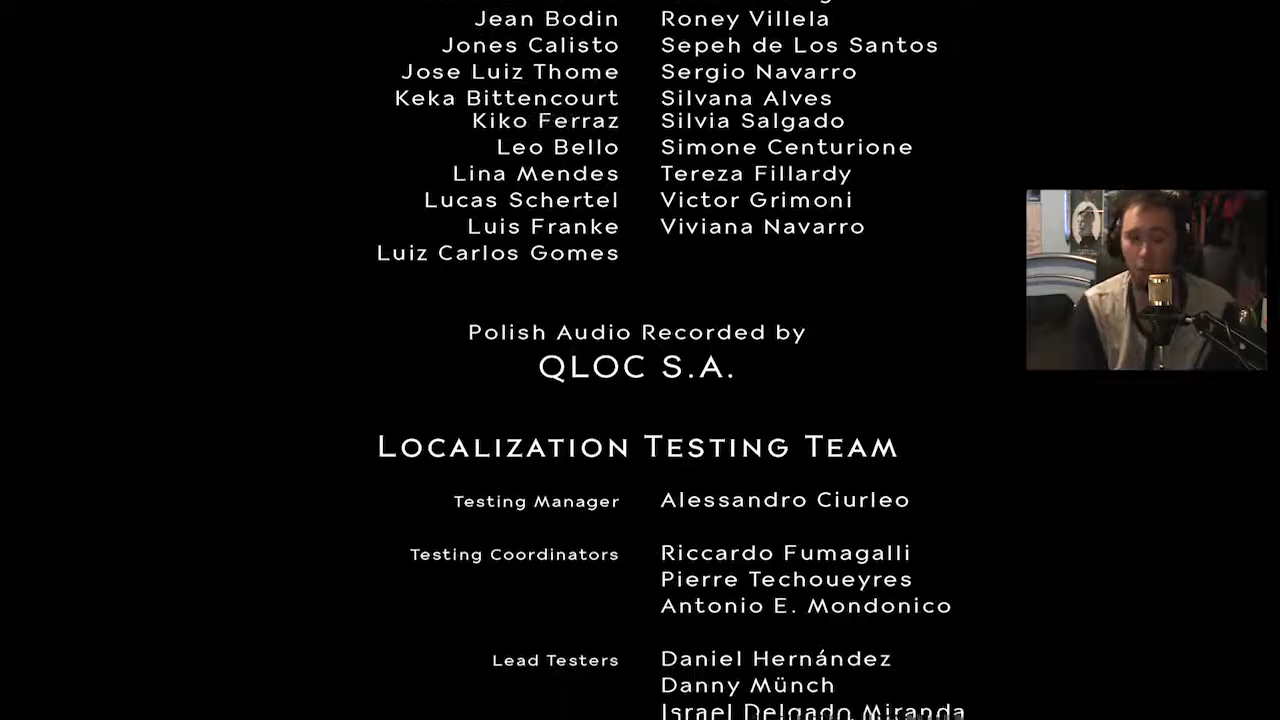 Jean Bodin Roney Villela
Jones Calisto Sepeh de Los Santos
Jose Luiz Thome Sergio Navarro
Keka Bittencourt Silvana Alves
Kiko Ferraz Silvia Salgado
Leo Bello Simone Centurione
Lina Mendes Tereza Fillardy
Lucas Schertel Victor Grimoni
Luis Franke Viviana Navarro
Luiz Carlos Gomes
Polish Audio Recorded by
QLOC S.A.
Localization Testing Team
Testing Manager Alessandro Ciurleo
Testing Coordinators Riccardo Fumagalli
Pierre Techoueyres
Antonio E. Mondonico
Lead Testers Daniel Hernández
Danny Münch
Israel Delgado Miranda